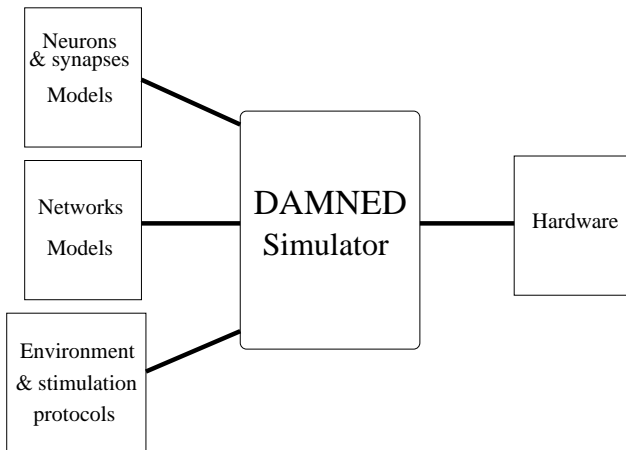 Neurons
& synapses
Models
Networks
Models
Environment
& stimulation
protocols
DAMNED
Simulator
Hardware